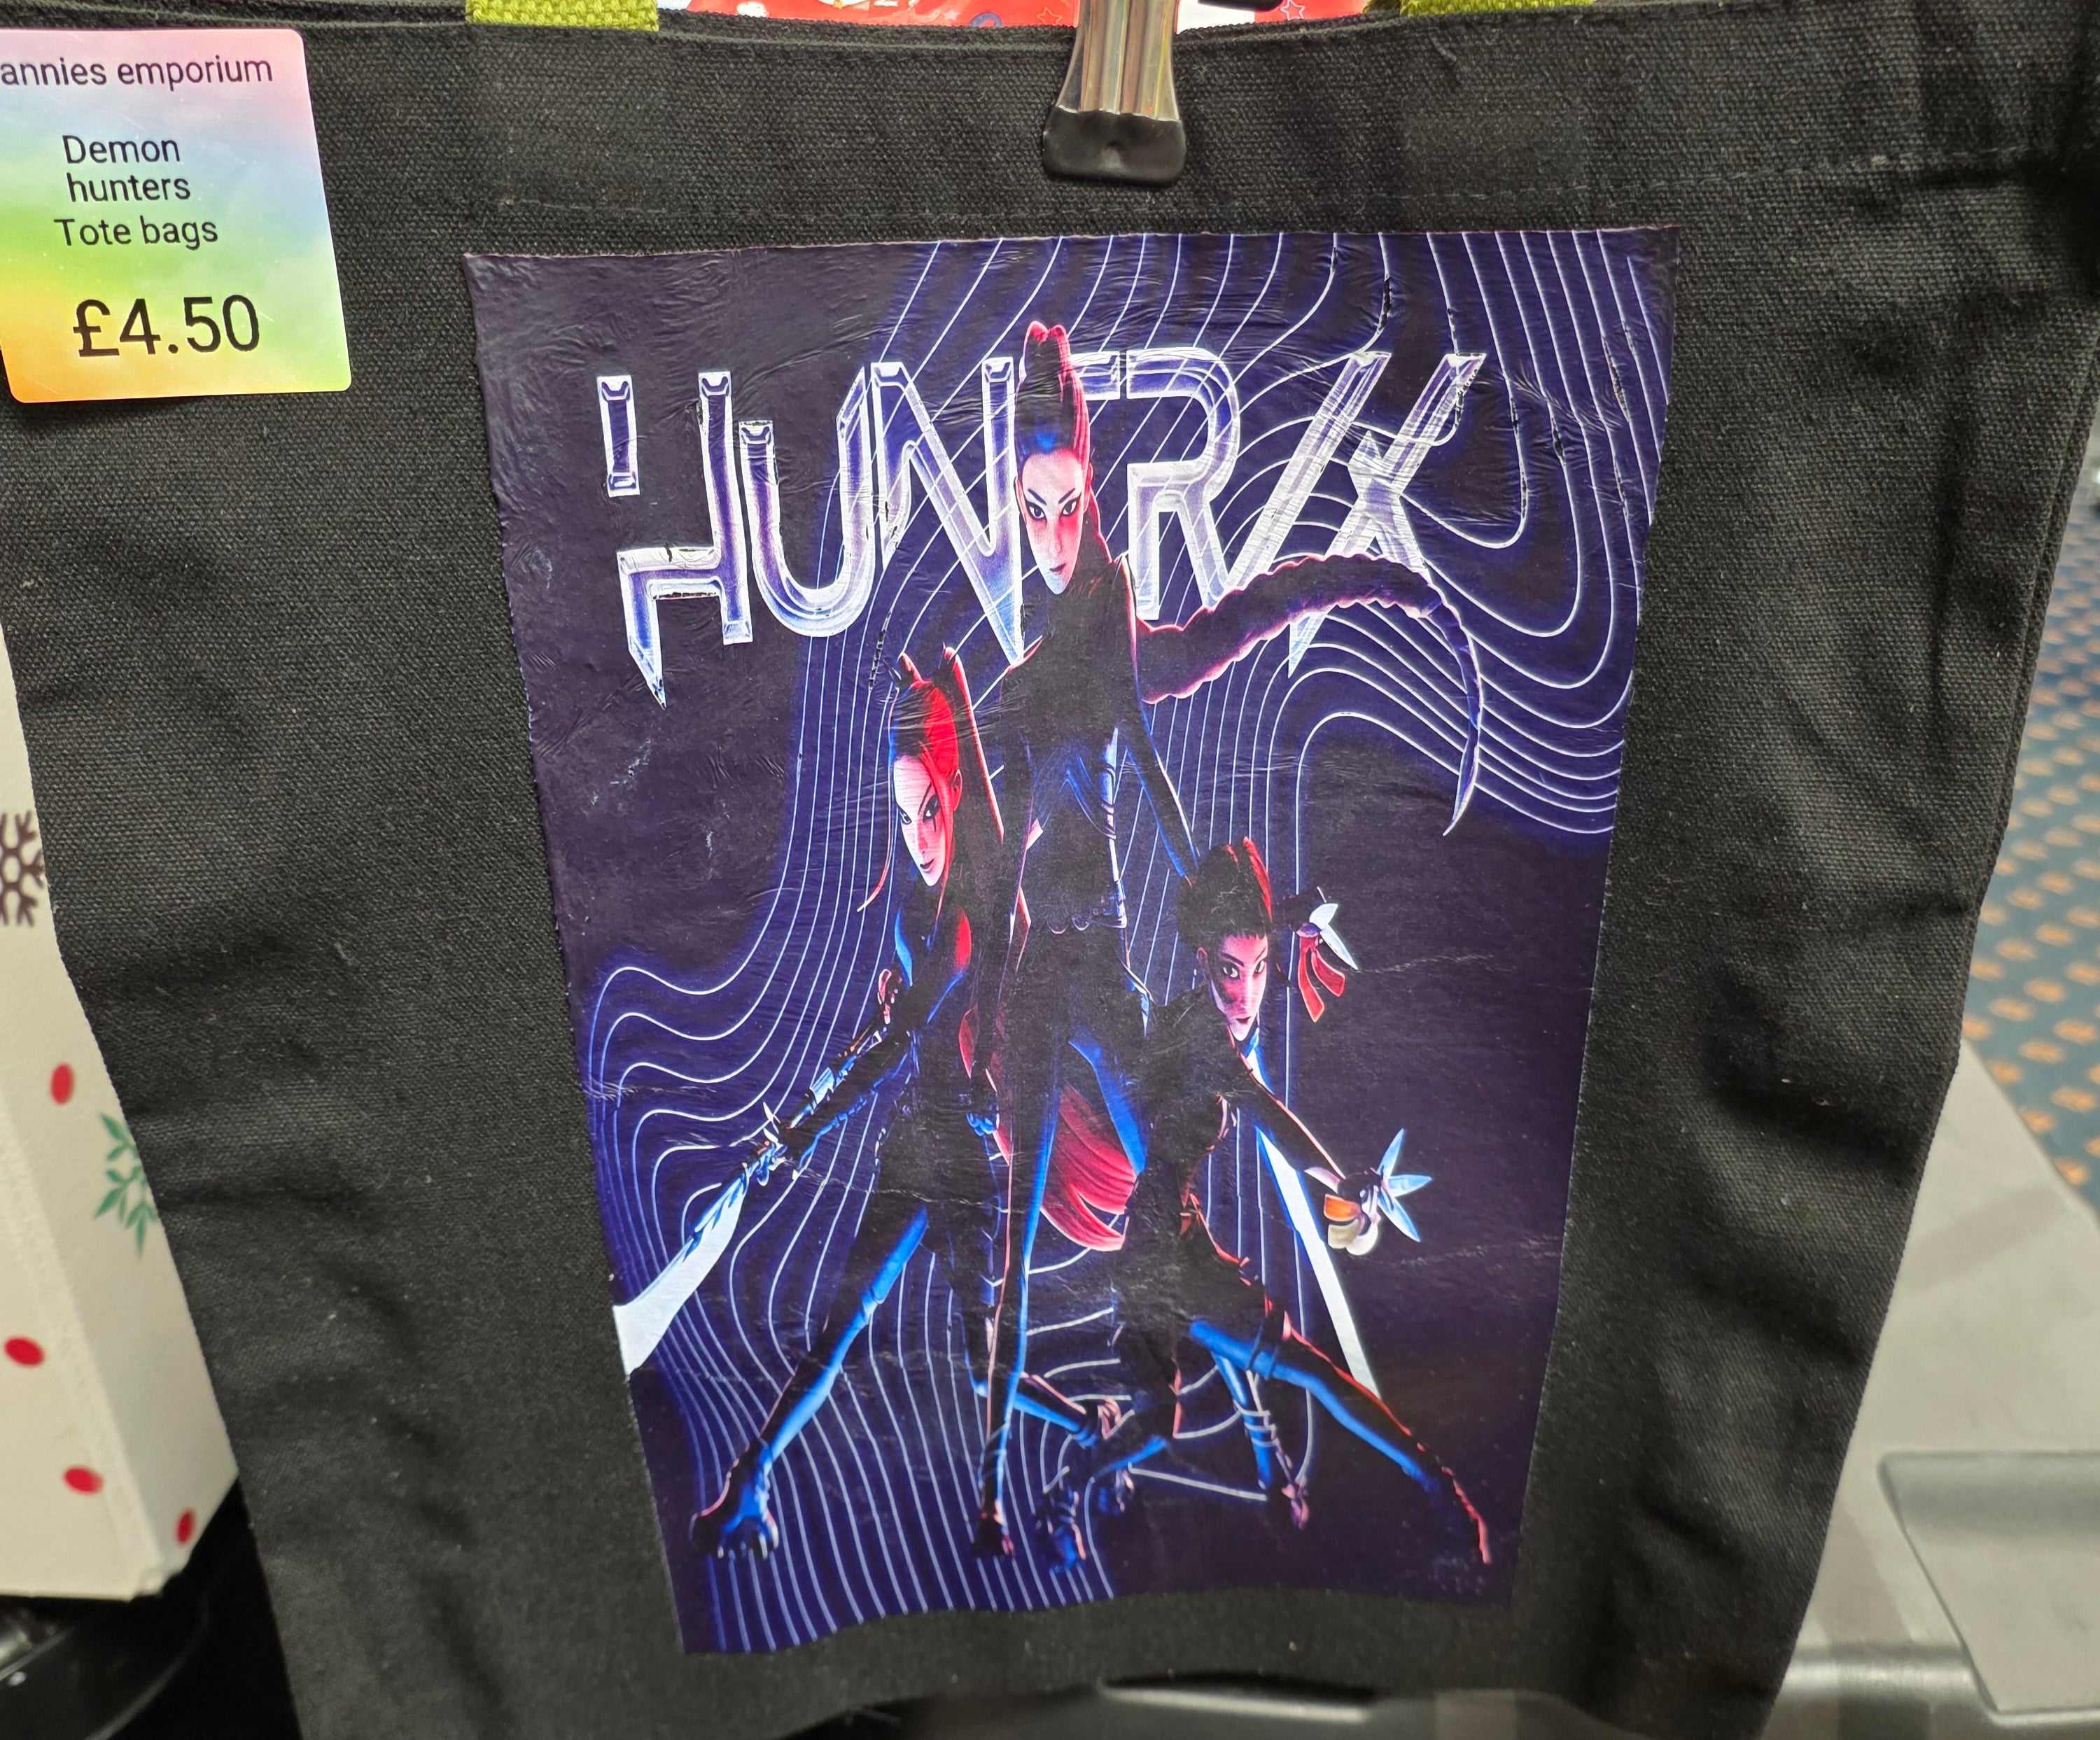 annies emporium
Demon
hunters
Tote bags
£4.50
HUNTR/X